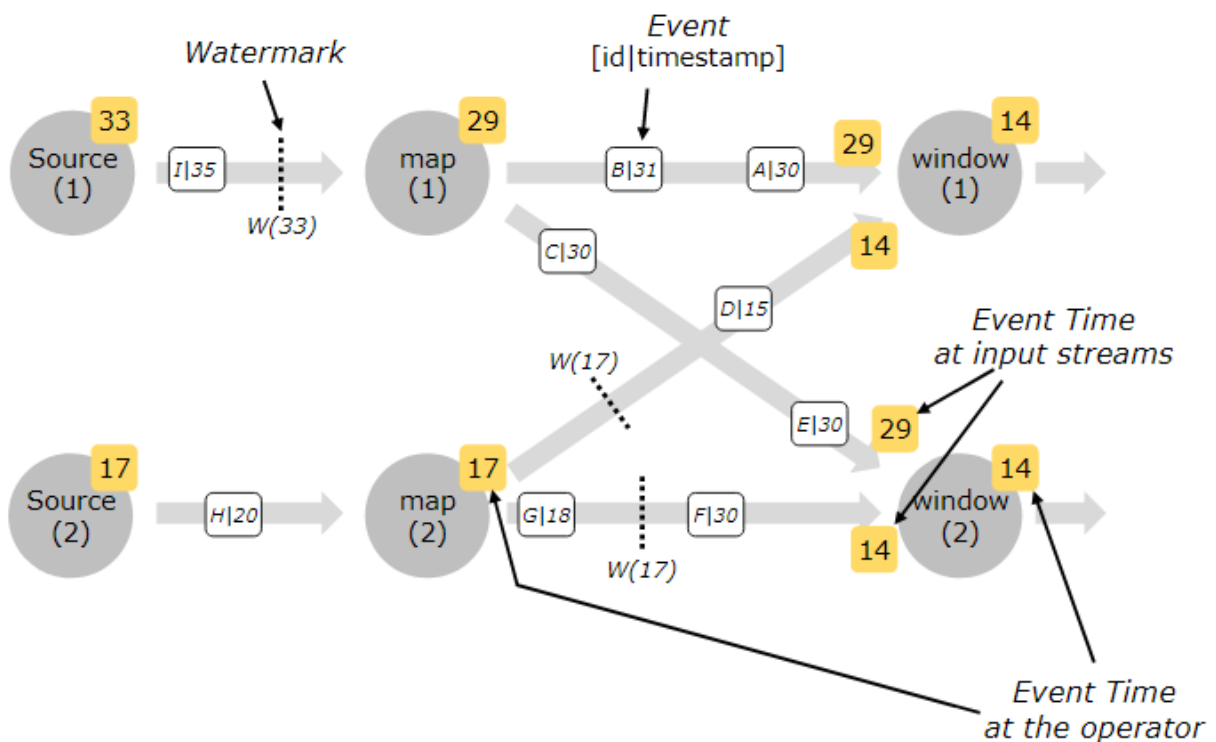 Event
[id|timestamp]
Watermark
33
Source
(1)
I|35
W(33)
29
map
(1)
B|31
A|30
29
14
window
(1)
C|30
14
D|15
Event Time
at input streams
W(17)
E|30
29
17
Source
(2)
H|20
17
map
(2)
G|18
F|30
W(17)
14
14
window
(2)
Event Time
at the operator